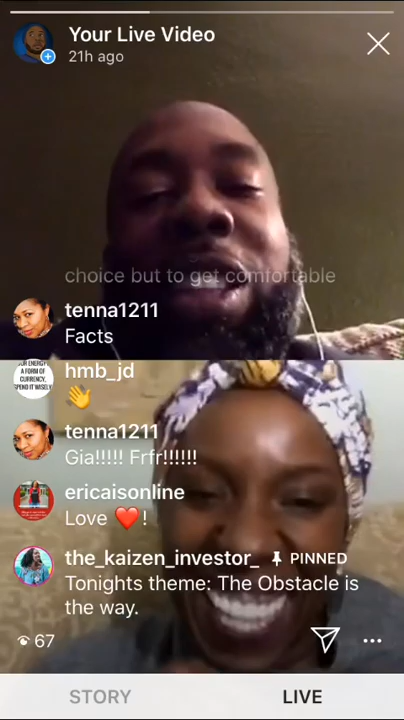 Your Live Video
21h ago
choice but to get comfortable
tenna1211
Facts
hmb_jd
👋
tenna1211
Gia!!!!! Frfr!!!!!!
ericaisonline
Love ❤️!
the_kaizen_investor_ PINNED
Tonights theme: The Obstacle is
the way.
67
STORY LIVE